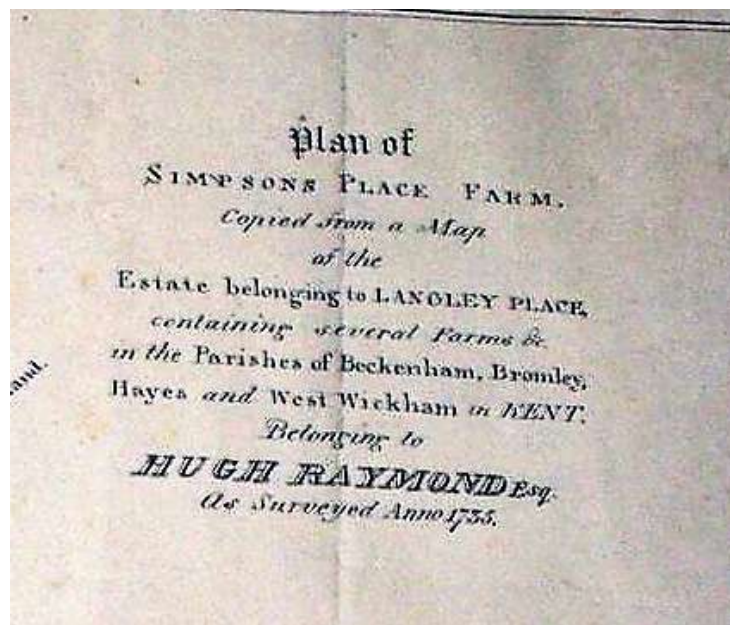 Plan of
SIMPSONS PLACE FARM.
Copied from a Map
of the
Estate belonging to LANGLEY PLACE,
containing several Farms &c
in the Parishes of Beckenham, Bromley,
Hayes and West Wickham in KENT.
Belonging to
HUGH RAYMOND Esq.
As Surveyed Anno 1735.